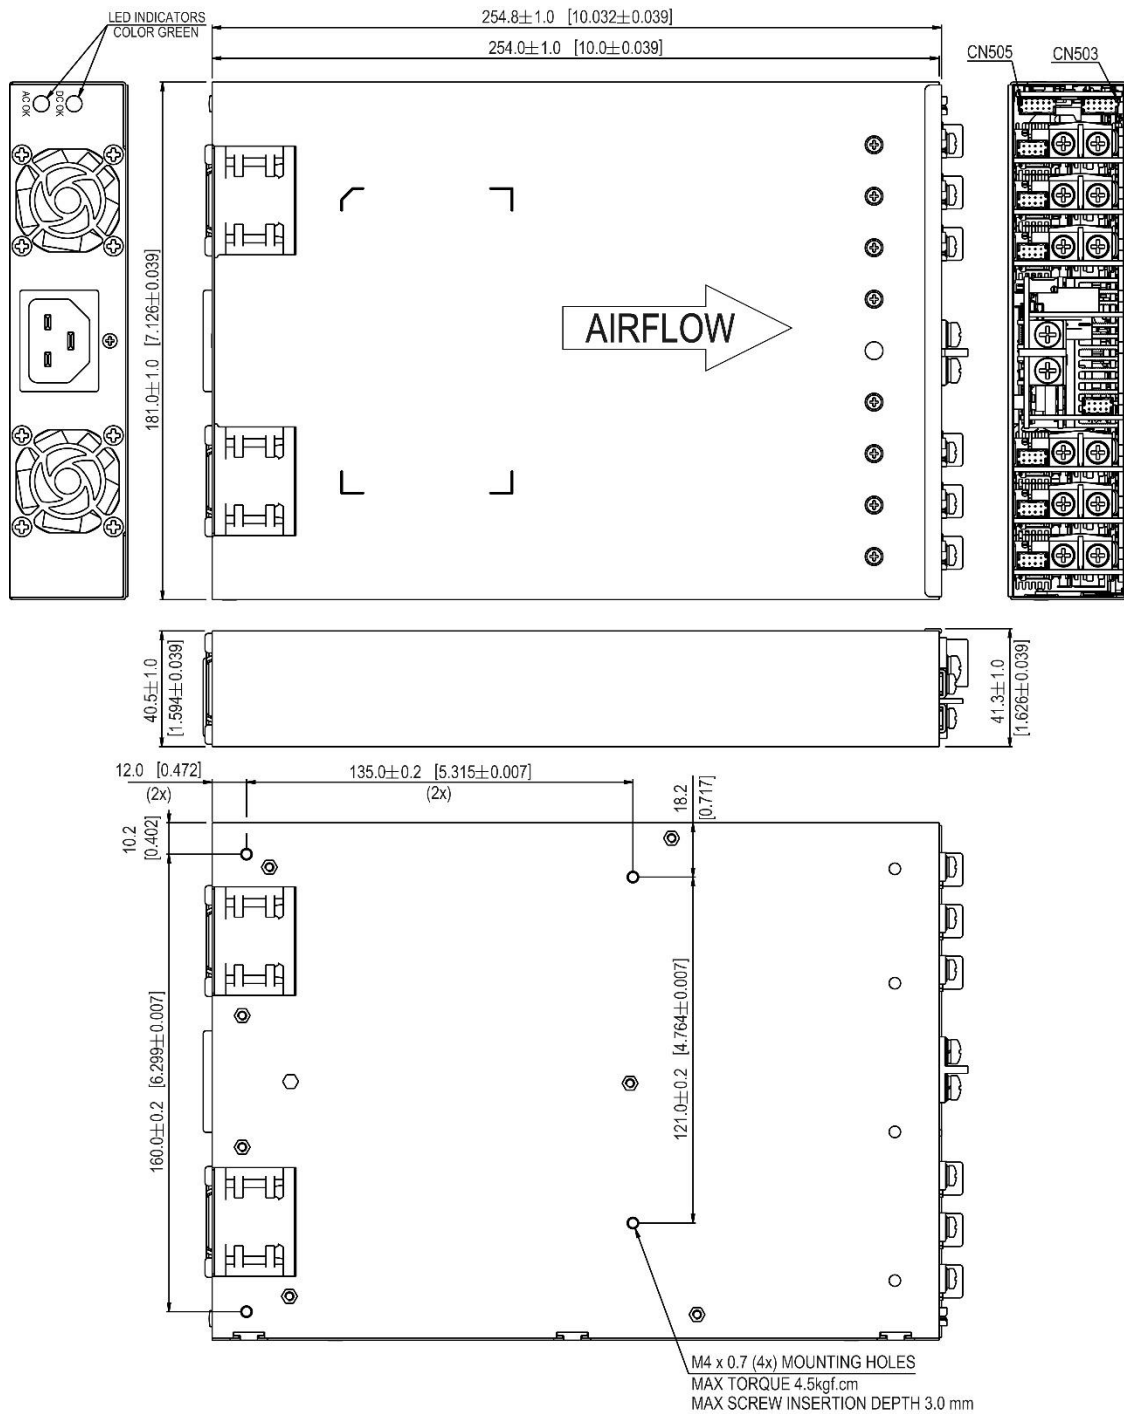 LED INDICATORS
COLOR GREEN
254.8±1.0 [10.032±0.039]
254.0±1.0 [10.0±0.039]
CN505
CN503
AC OK
DC OK
181.0±1.0 [7.126±0.039]
AIRFLOW
40.5±1.0
[1.594±0.039]
41.3±1.0
[1.626±0.039]
12.0 [0.472]
(2x)
135.0±0.2 [5.315±0.007]
(2x)
18.2
[0.717]
10.2
[0.402]
160.0±0.2 [6.299±0.007]
121.0±0.2 [4.764±0.007]
M4 x 0.7 (4x) MOUNTING HOLES
MAX TORQUE 4.5kgf.cm
MAX SCREW INSERTION DEPTH 3.0 mm